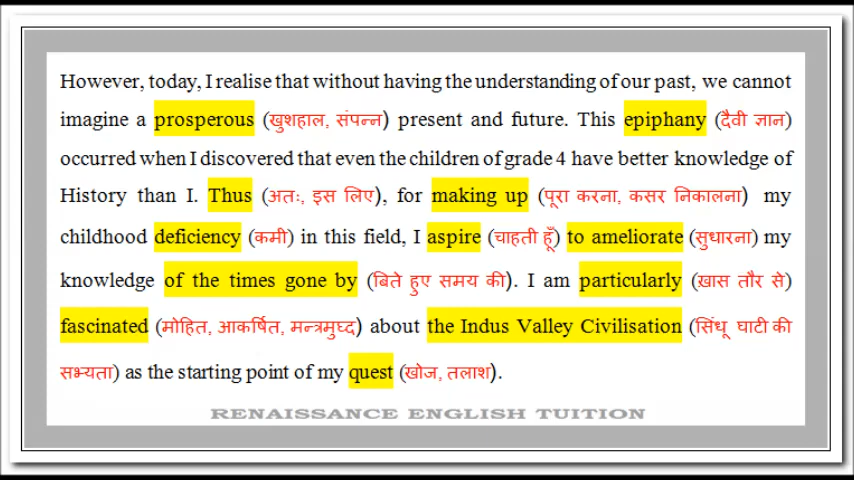 However, today, I realise that without having the understanding of our past, we cannot
imagine a prosperous (खुशहाल, संपन्न) present and future. This epiphany (दैवी ज्ञान)
occurred when I discovered that even the children of grade 4 have better knowledge of
History than I. Thus (अतः, इस लिए), for making up (पूरा करना, कसर निकालना) my
childhood deficiency (कमी) in this field, I aspire (चाहती हूँ) to ameliorate (सुधारना) my
knowledge of the times gone by (बिते हुए समय की). I am particularly (ख़ास तौर से)
fascinated (मोहित, आकर्षित, मन्त्रमुघ्द) about the Indus Valley Civilisation (सिंधू घाटी की
सभ्यता) as the starting point of my quest (खोज, तलाश).
RENAISSANCE ENGLISH TUITION